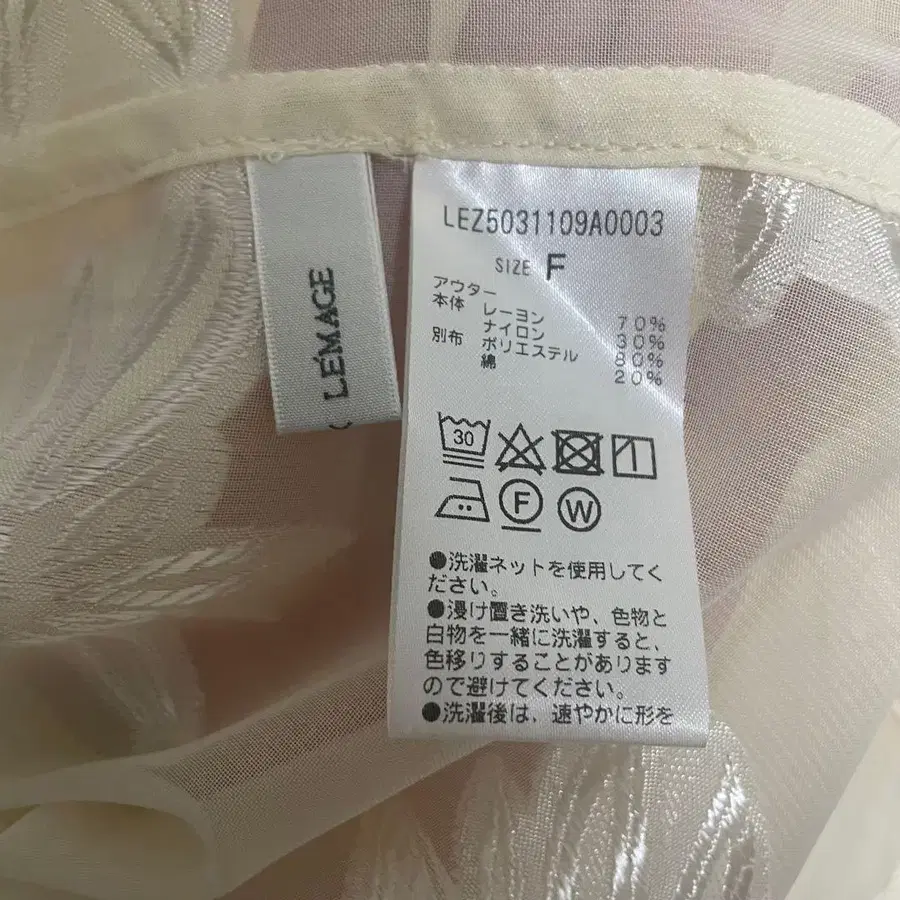 LÉMAGE
LEZ5031109A0003
SIZE F
アウター
本体 レーヨン 70%
ナイロン 30%
別布 ポリエステル 80%
綿 20%
30
F
W
●洗濯ネットを使用してく
ださい。
●浸け置き洗いや、色物と
白物を一緒に洗濯すると、
色移りすることがあります
ので避けてください。
●洗濯後は、速やかに形を